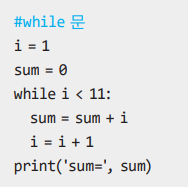 #while 문
i = 1
sum = 0
while i < 11:
  sum = sum + i
  i = i + 1
print('sum=', sum)